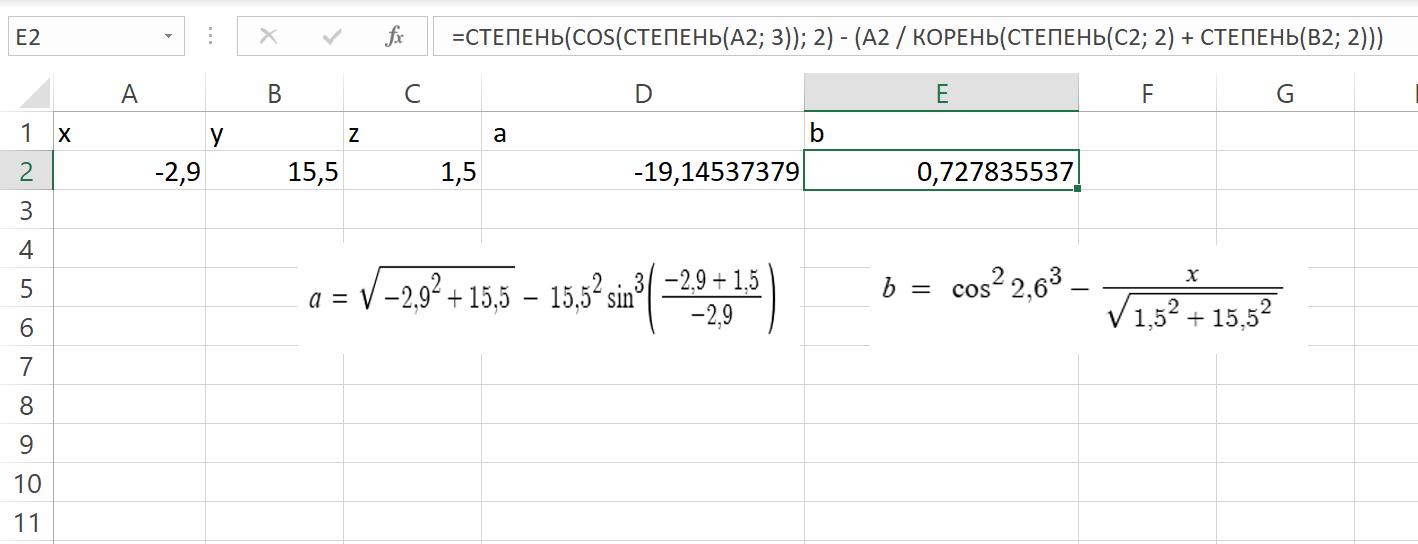 E2 fx =СТЕПЕНЬ(COS(СТЕПЕНЬ(A2; 3)); 2) - (A2 / КОРЕНЬ(СТЕПЕНЬ(C2; 2) + СТЕПЕНЬ(B2; 2)))
A B C D E F G
1 x y z a b
2 -2,9 15,5 1,5 -19,14537379 0,727835537
3
4
5
6
7
8
9
10
11
a = √(−2,9² + 15,5) − 15,5² sin³((−2,9 + 1,5)/(−2,9))
b = cos² 2,6³ − x/√(1,5² + 15,5²)